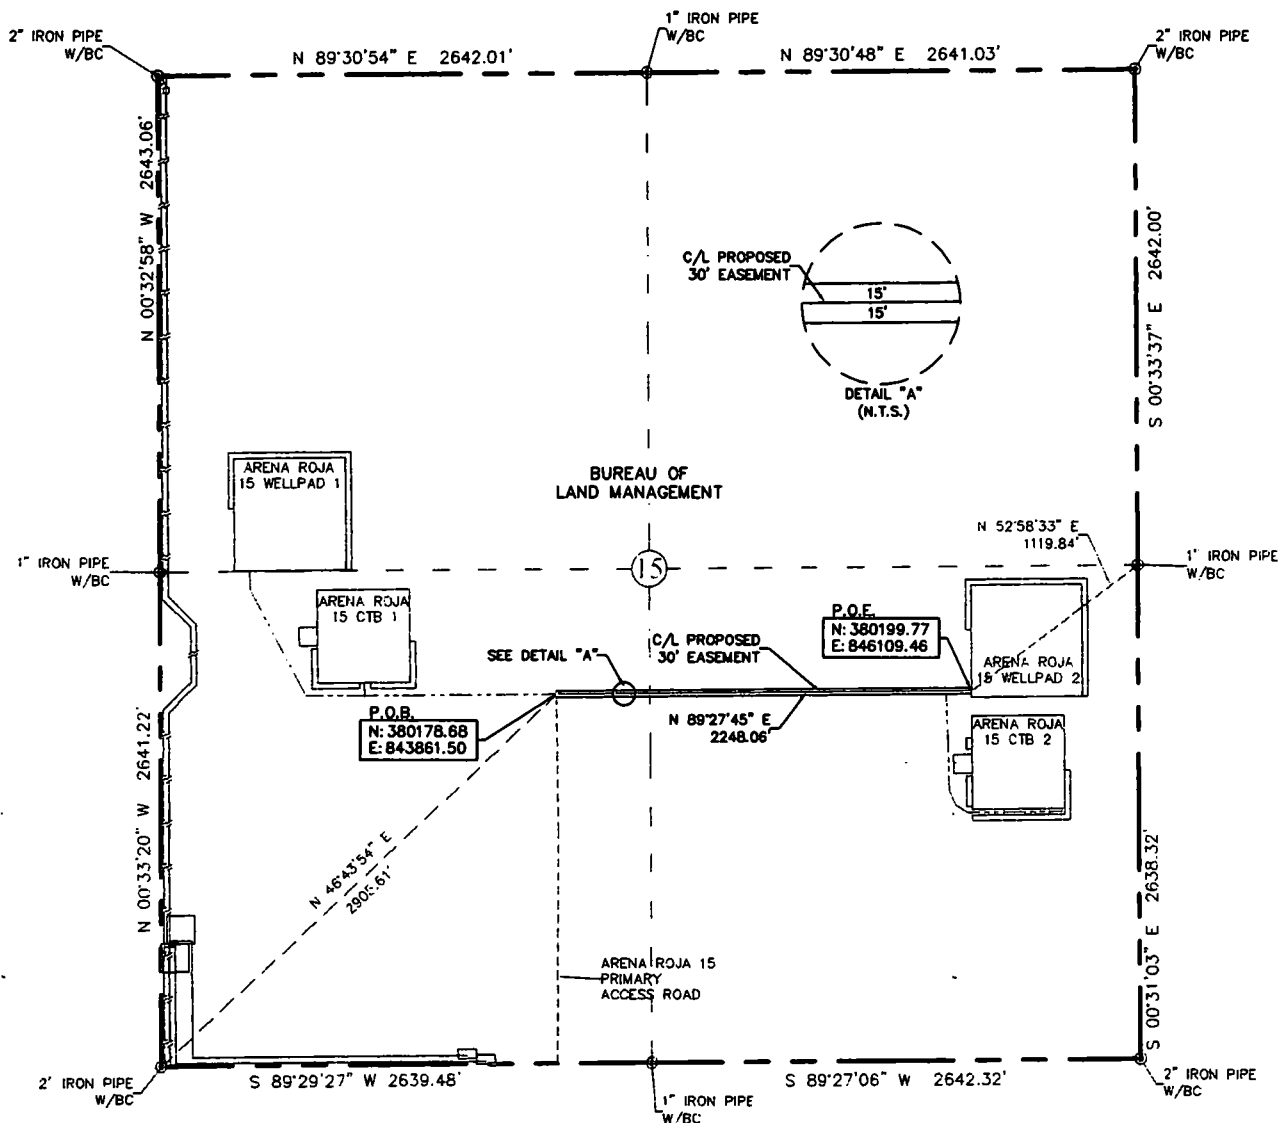 1" IRON PIPE
W/BC
2" IRON PIPE
W/BC
N 89°30'54" E 2642.01'
N 89°30'48" E 2641.03'
2" IRON PIPE
W/BC
N 00°32'58" W 2643.06'
S 00°33'37" E 2642.00'
C/L PROPOSED
30' EASEMENT
15'
15'
DETAIL "A"
(N.T.S.)
ARENA ROJA
15 WELLPAD 1
BUREAU OF
LAND MANAGEMENT
N 52°58'33" E
1119.84'
1" IRON PIPE
W/BC
15
1" IRON PIPE
W/BC
ARENA ROJA
15 CTB 1
P.O.E.
N: 380199.77
E: 846109.46
C/L PROPOSED
30' EASEMENT
SEE DETAIL "A"
ARENA ROJA
15 WELLPAD 2
P.O.B.
N: 380178.68
E: 843861.50
N 89°27'45" E
2248.06'
ARENA ROJA
15 CTB 2
N 00°33'20" W 2641.22'
N 46°43'54" E
S 00°31'03" E 2638.32'
ARENA ROJA 15
PRIMARY
ACCESS ROAD
2' IRON PIPE
W/BC
S 89°29'27" W 2639.48'
S 89°27'06" W 2642.32'
2" IRON PIPE
W/BC
1" IRON PIPE
W/BC